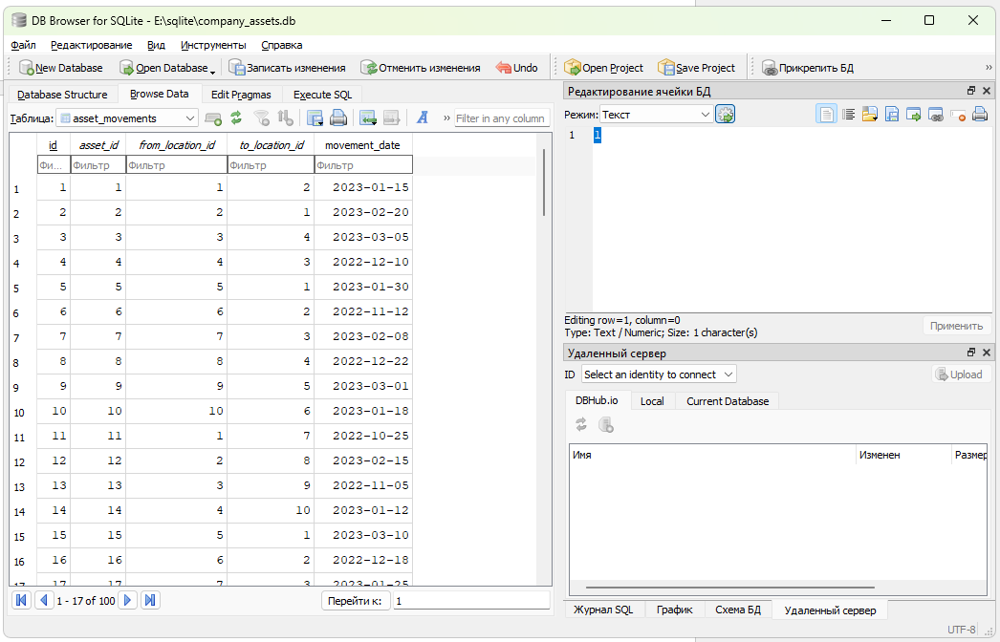 DB Browser for SQLite - E:\sqlite\company_assets.db
Файл Редактирование Вид Инструменты Справка
New Database Open Database Записать изменения Отменить изменения Undo Open Project Save Project Прикрепить БД »
Database Structure Browse Data Edit Pragmas Execute SQL
Таблица: asset_movements A » Filter in any column
id asset_id from_location_id to_location_id movement_date
Фи... Фильтр Фильтр Фильтр Фильтр
1 1 1 1 2 2023-01-15
2 2 2 2 1 2023-02-20
3 3 3 3 4 2023-03-05
4 4 4 4 3 2022-12-10
5 5 5 5 1 2023-01-30
6 6 6 6 2 2022-11-12
7 7 7 7 3 2023-02-08
8 8 8 8 4 2022-12-22
9 9 9 9 5 2023-03-01
10 10 10 10 6 2023-01-18
11 11 11 1 7 2022-10-25
12 12 12 2 8 2023-02-15
13 13 13 3 9 2022-11-05
14 14 14 4 10 2023-01-12
15 15 15 5 1 2023-03-10
16 16 16 6 2 2022-12-18
17 17 17 7 3 2023-01-25
1 - 17 of 100 Перейти к: 1
Редактирование ячейки БД
Режим: Текст
1 1
Editing row=1, column=0
Type: Text / Numeric; Size: 1 character(s)
Применить
Удаленный сервер
ID Select an identity to connect Upload
DBHub.io Local Current Database
Имя Изменен Размер
Журнал SQL График Схема БД Удаленный сервер
UTF-8